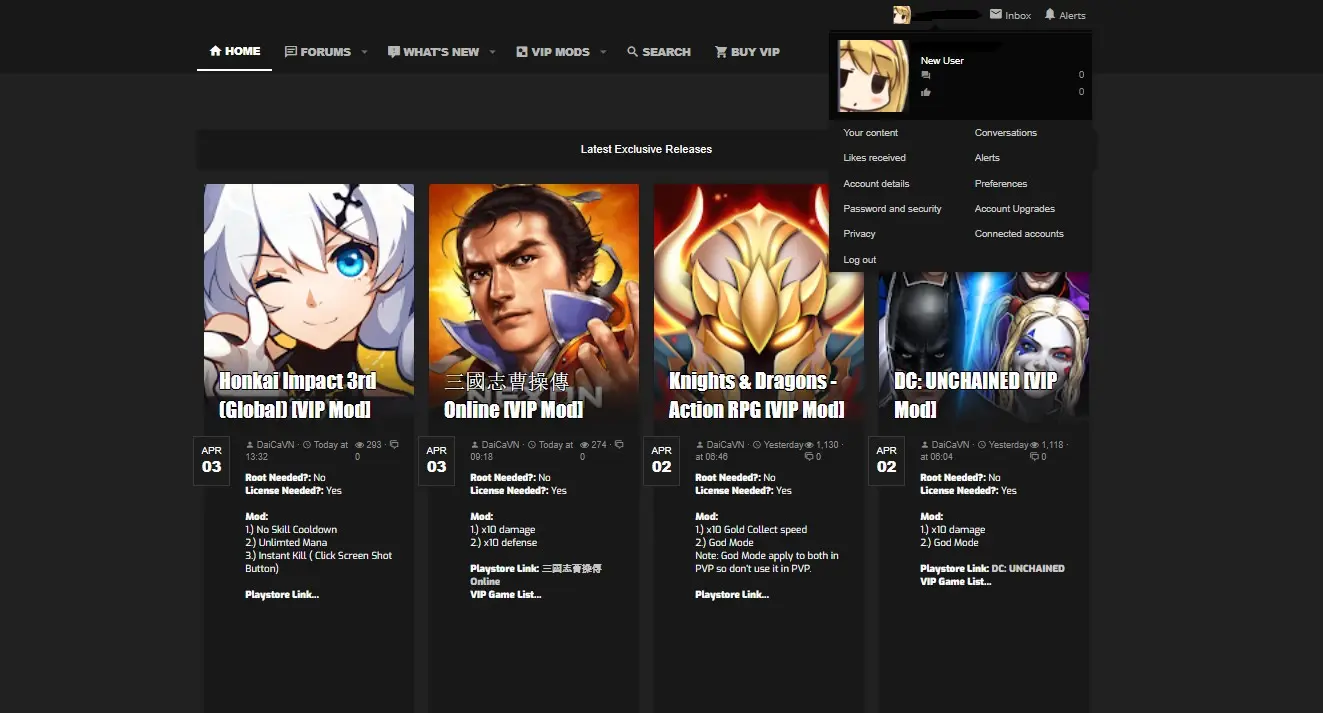 Inbox Alerts
HOME FORUMS WHAT'S NEW VIP MODS SEARCH BUY VIP
New User
0
0
Your content Conversations
Likes received Alerts
Account details Preferences
Password and security Account Upgrades
Privacy Connected accounts
Log out
Latest Exclusive Releases
Honkai Impact 3rd
(Global) [VIP Mod]
APR
03
DaiCaVN · Today at
13:32
293 ·
0
Root Needed?: No
License Needed?: Yes
Mod:
1.) No Skill Cooldown
2.) Unlimted Mana
3.) Instant Kill ( Click Screen Shot
Button)
Playstore Link...
NEXON
三國志曹操傳
Online [VIP Mod]
APR
03
DaiCaVN · Today at
09:18
274 ·
0
Root Needed?: No
License Needed?: Yes
Mod:
1.) x10 damage
2.) x10 defense
Playstore Link: 三國志曹操傳
Online
VIP Game List...
Knights & Dragons -
Action RPG [VIP Mod]
APR
02
DaiCaVN · Yesterday
at 06:46
1,130 ·
0
Root Needed?: No
License Needed?: Yes
Mod:
1.) x10 Gold Collect speed
2.) God Mode
Note: God Mode apply to both in
PVP so don't use it in PVP.
Playstore Link...
DC: UNCHAINED [VIP
Mod]
APR
02
DaiCaVN · Yesterday
at 06:04
1,118 ·
0
Root Needed?: No
License Needed?: Yes
Mod:
1.) x10 damage
2.) God Mode
Playstore Link: DC: UNCHAINED
VIP Game List...